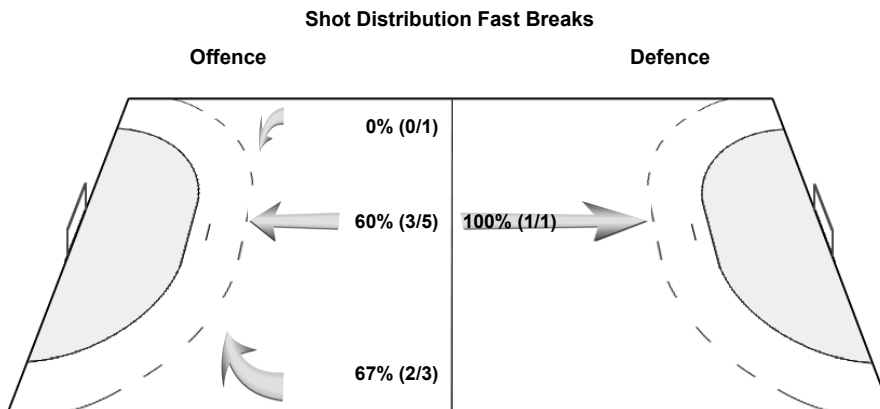 Shot Distribution Fast Breaks
Offence
Defence
0% (0/1)
60% (3/5)
100% (1/1)
67% (2/3)